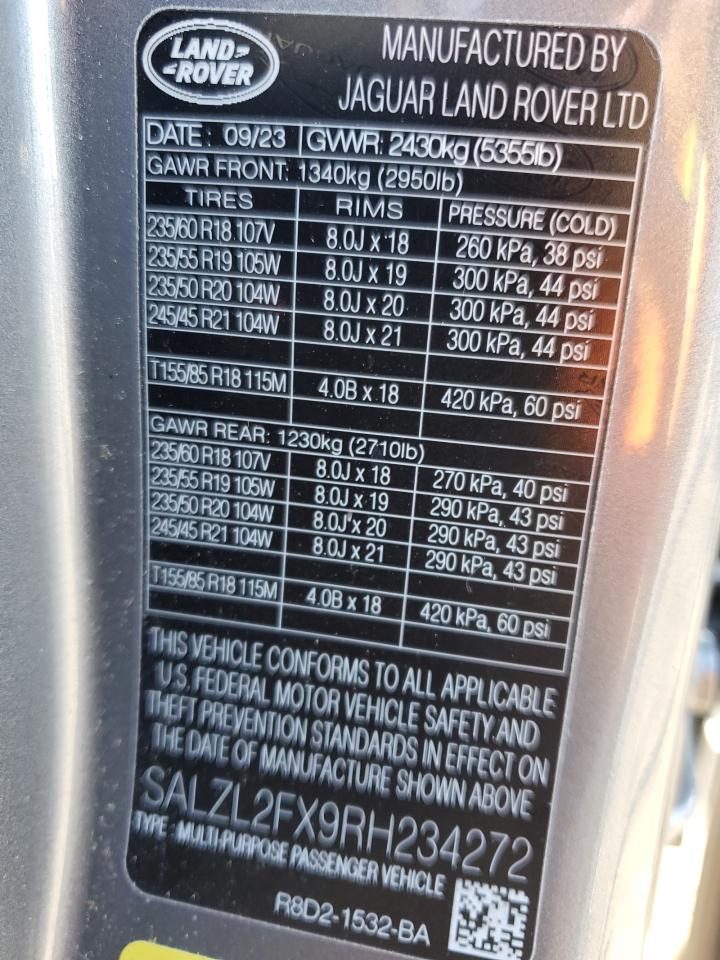 LAND ROVER
MANUFACTURED BY
JAGUAR LAND ROVER LTD
DATE: 09/23 GVWR: 2430kg (5355lb)
GAWR FRONT: 1340kg (2950lb)
TIRES RIMS PRESSURE (COLD)
235/60 R18 107V 8.0J x 18 260 kPa, 38 psi
235/55 R19 105W 8.0J x 19 300 kPa, 44 psi
235/50 R20 104W 8.0J x 20 300 kPa, 44 psi
245/45 R21 104W 8.0J x 21 300 kPa, 44 psi
T155/85 R18 115M 4.0B x 18 420 kPa, 60 psi
GAWR REAR: 1230kg (2710lb)
235/60 R18 107V 8.0J x 18 270 kPa, 40 psi
235/55 R19 105W 8.0J x 19 290 kPa, 43 psi
235/50 R20 104W 8.0J x 20 290 kPa, 43 psi
245/45 R21 104W 8.0J x 21 290 kPa, 43 psi
T155/85 R18 115M 4.0B x 18 420 kPa, 60 psi
THIS VEHICLE CONFORMS TO ALL APPLICABLE
U.S. FEDERAL MOTOR VEHICLE SAFETY, AND
THEFT PREVENTION STANDARDS IN EFFECT ON
THE DATE OF MANUFACTURE SHOWN ABOVE
SALZL2FX9RH234272
TYPE : MULTI-PURPOSE PASSENGER VEHICLE
R8D2-1532-BA